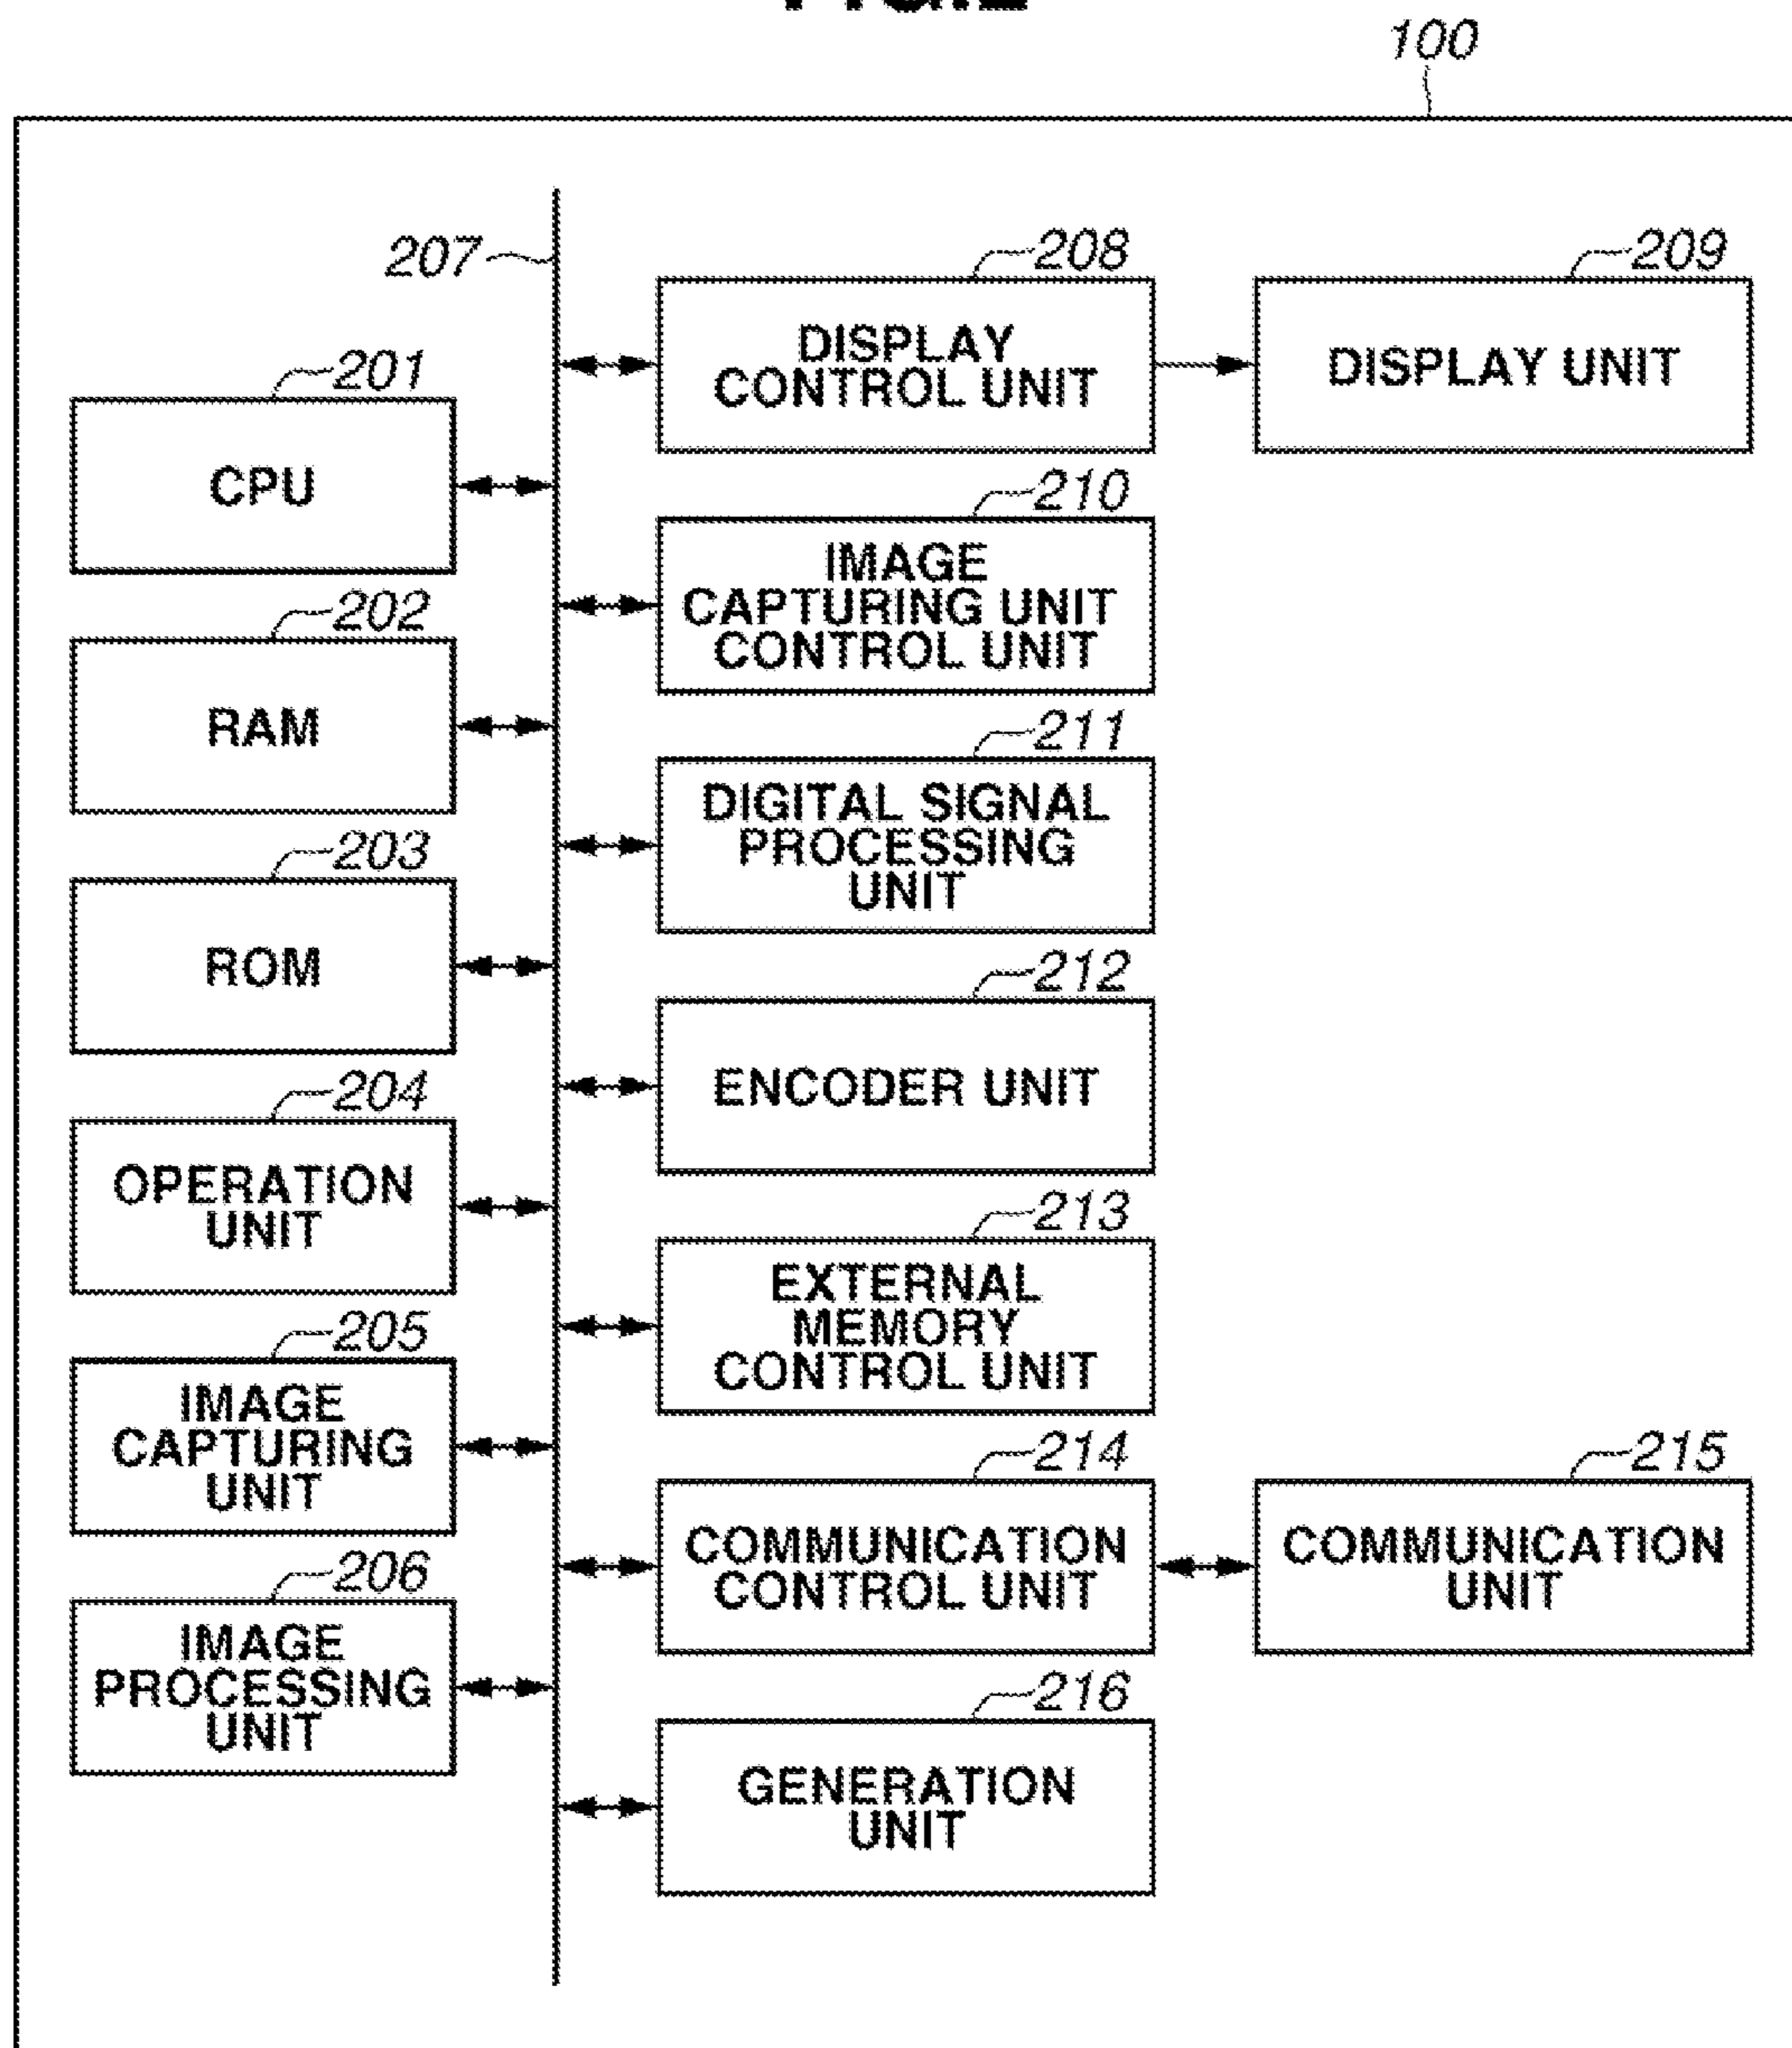 100
207
208
DISPLAY
CONTROL UNIT
209
DISPLAY UNIT
201
CPU
210
IMAGE
CAPTURING UNIT
CONTROL UNIT
202
RAM
211
DIGITAL SIGNAL
PROCESSING
UNIT
203
ROM
212
ENCODER UNIT
204
OPERATION
UNIT
213
EXTERNAL
MEMORY
CONTROL UNIT
205
IMAGE
CAPTURING
UNIT
214
COMMUNICATION
CONTROL UNIT
215
COMMUNICATION
UNIT
206
IMAGE
PROCESSING
UNIT
216
GENERATION
UNIT